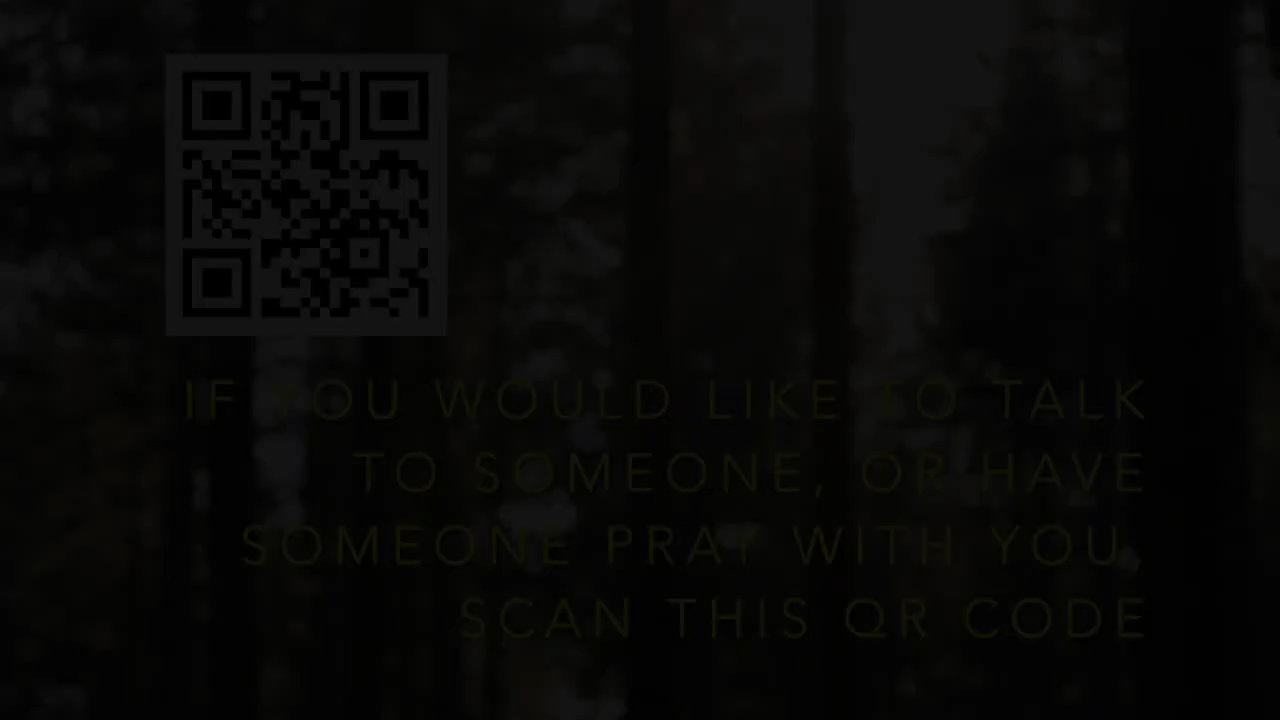 IF YOU WOULD LIKE TO TALK
TO SOMEONE, OR HAVE
SOMEONE PRAY WITH YOU,
SCAN THIS QR CODE